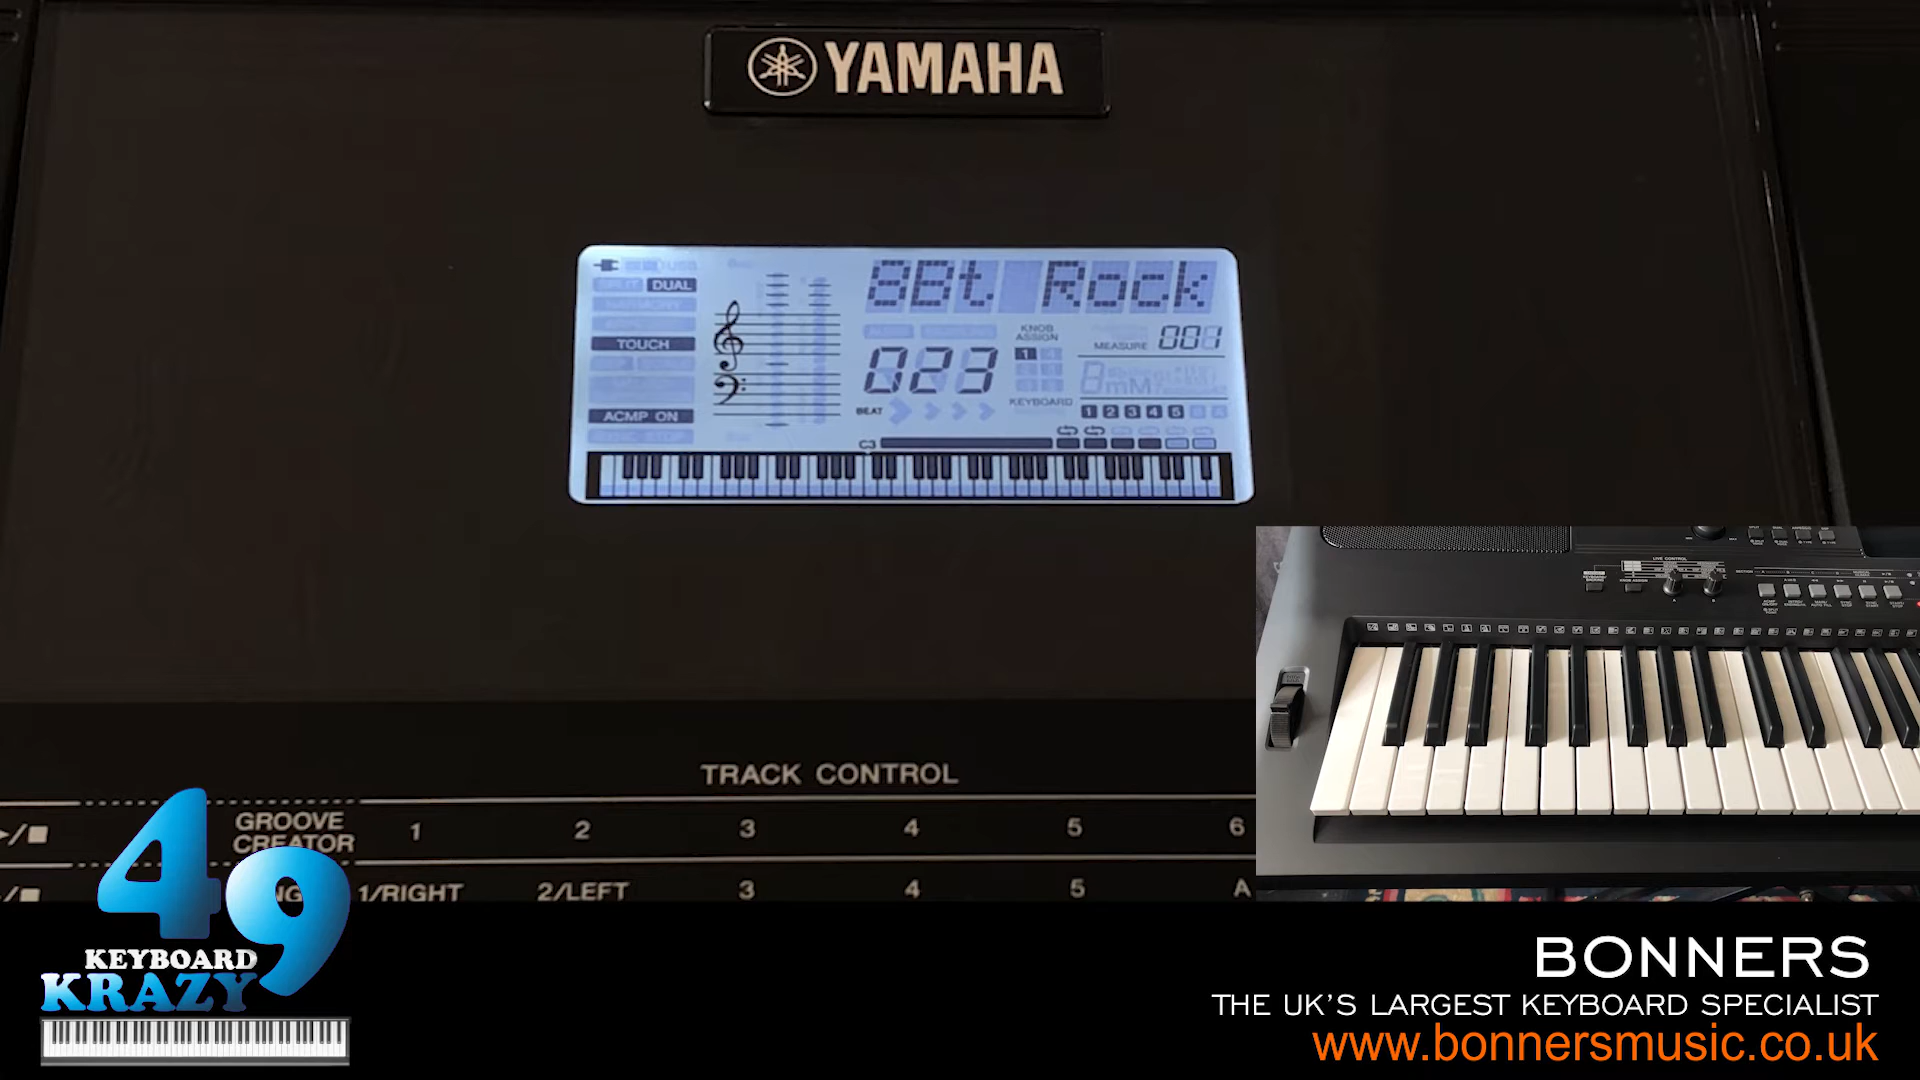 YAMAHA
DUAL
8Bt Rock
TOUCH
KNOB
ASSIGN
1
MEASURE 001
023
KEYBOARD
BEAT
ACMP ON
1 2 3 4 5
C3
TRACK CONTROL
GROOVE
CREATOR
1 2 3 4 5 6
1/RIGHT 2/LEFT 3 4 5 A
49
KEYBOARD
KRAZY
BONNERS
THE UK'S LARGEST KEYBOARD SPECIALIST
www.bonnersmusic.co.uk